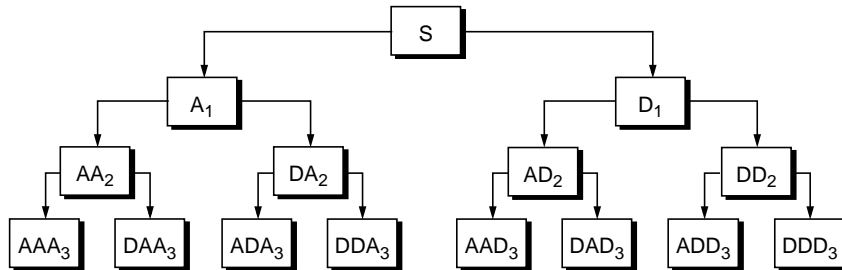 S
A₁ D₁
AA₂ DA₂ AD₂ DD₂
AAA₃ DAA₃ ADA₃ DDA₃ AAD₃ DAD₃ ADD₃ DDD₃